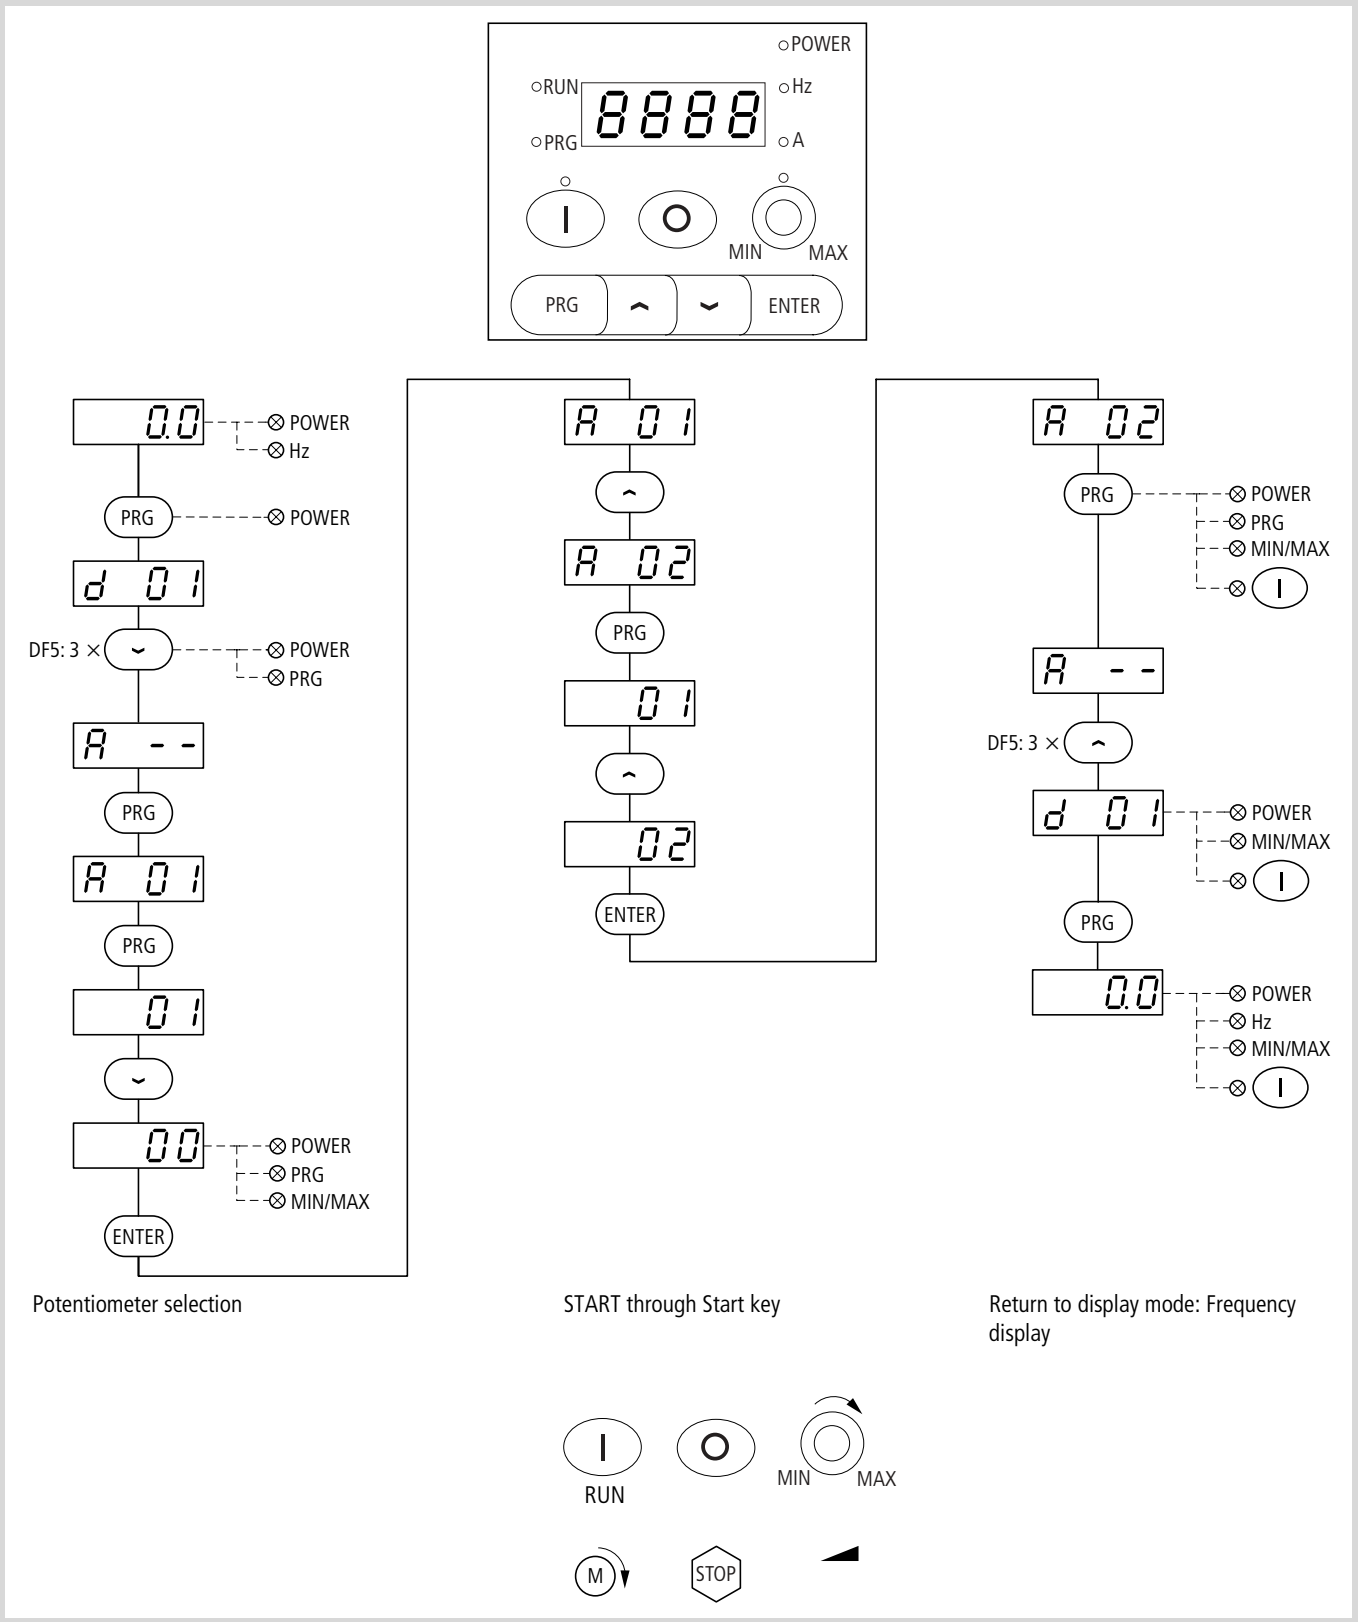 POWER
RUN
8888
Hz
PRG
A
I
O
MIN
MAX
PRG
ENTER
0.0
POWER
Hz
PRG
POWER
d 01
DF5: 3 ×
POWER
PRG
A --
PRG
A 01
PRG
01
00
POWER
PRG
MIN/MAX
ENTER
Potentiometer selection
A 01
A 02
PRG
01
02
ENTER
START through Start key
A 02
PRG
POWER
PRG
MIN/MAX
I
A --
DF5: 3 ×
d 01
POWER
MIN/MAX
I
PRG
0.0
POWER
Hz
MIN/MAX
I
Return to display mode: Frequency
display
I
O
MIN
MAX
RUN
M
STOP